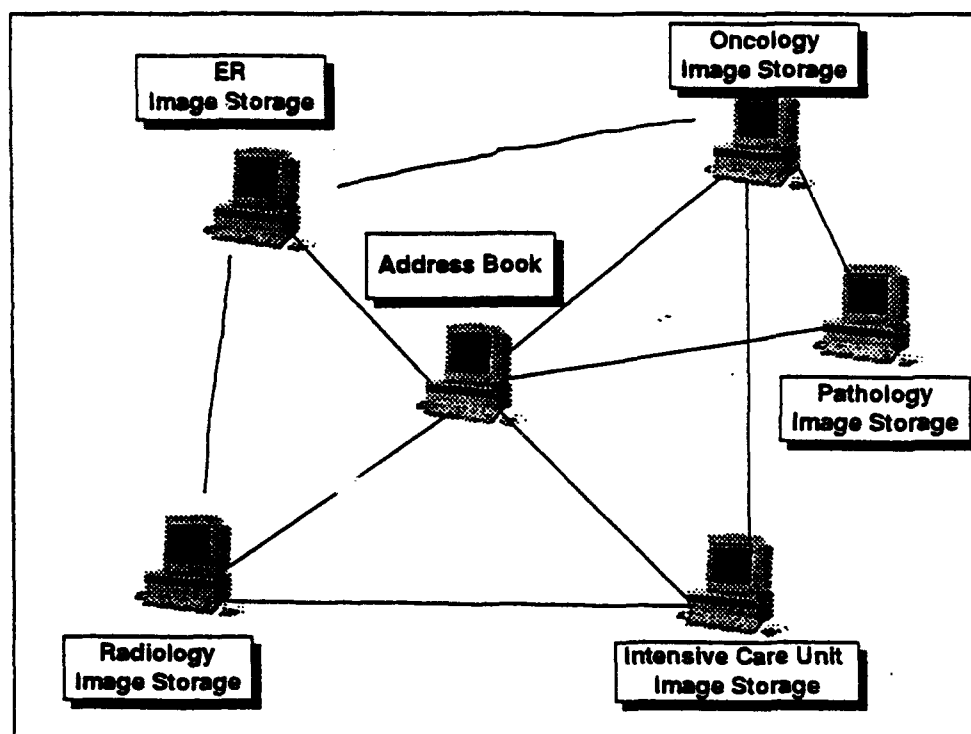 Oncology
Image Storage
ER
Image Storage
Address Book
Pathology
Image Storage
Radiology
Image Storage
Intensive Care Unit
Image Storage